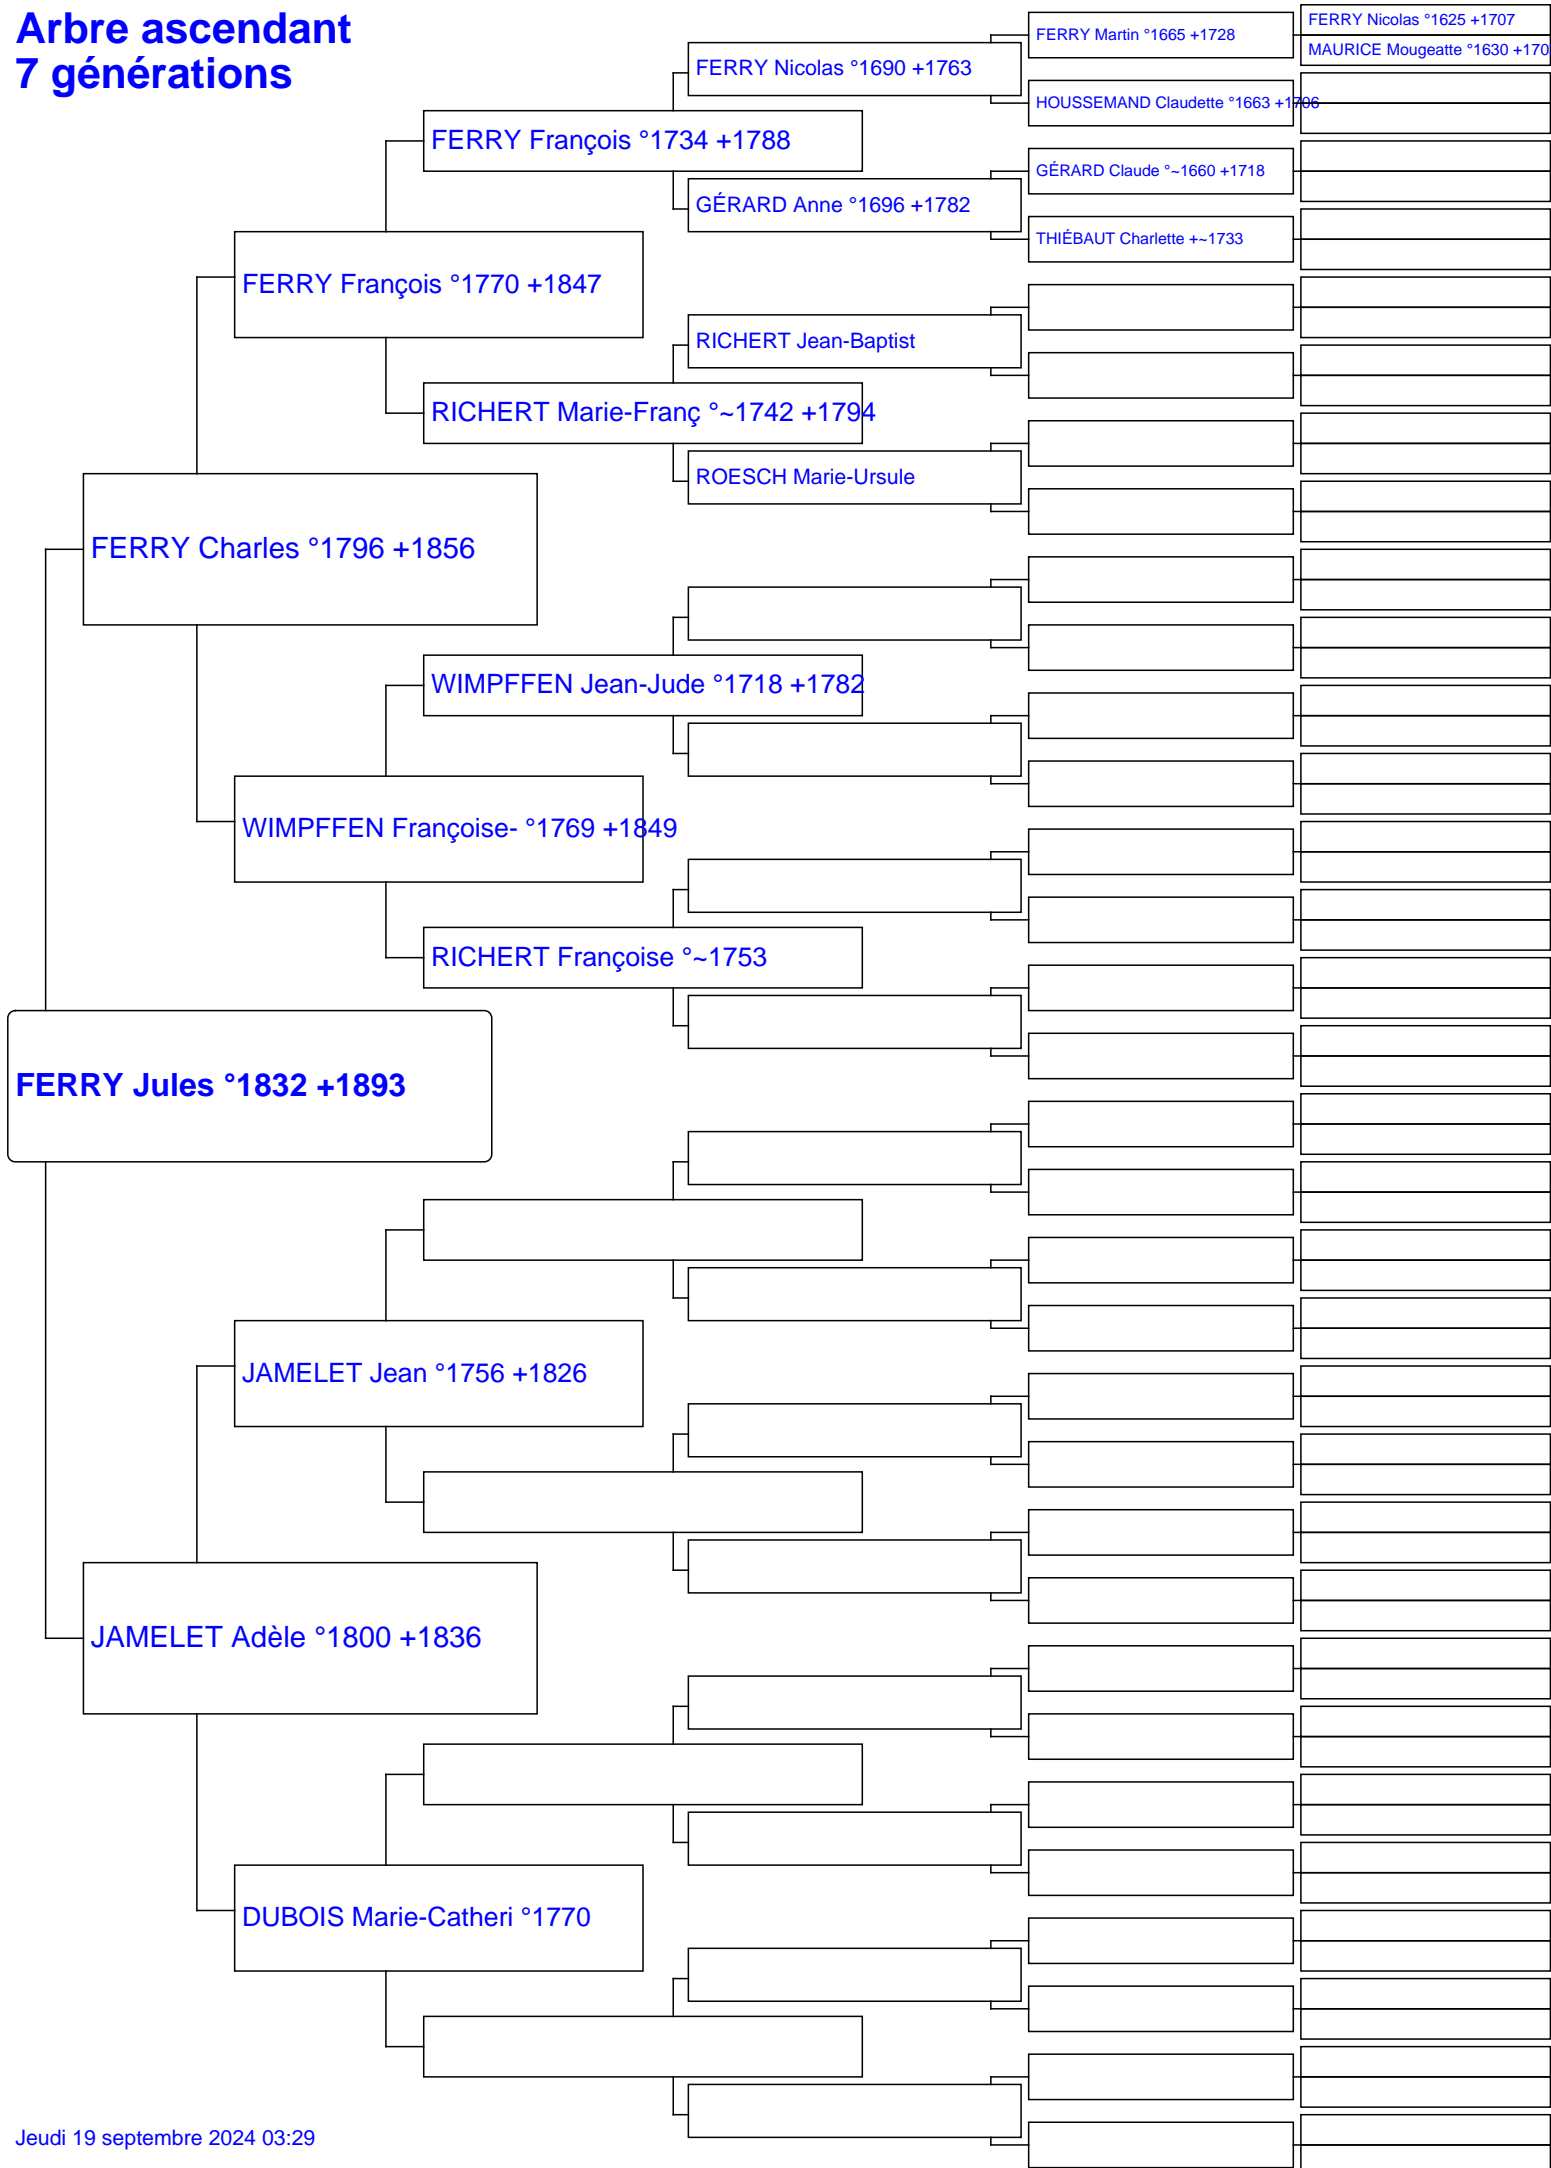 Arbre ascendant
7 générations
FERRY Nicolas °1625 +1707
FERRY Martin °1665 +1728
MAURICE Mougeatte °1630 +170
FERRY Nicolas °1690 +1763
HOUSSEMAND Claudette °1663 +1706
FERRY François °1734 +1788
GÉRARD Claude °~1660 +1718
GÉRARD Anne °1696 +1782
THIÉBAUT Charlette +~1733
FERRY François °1770 +1847
RICHERT Jean-Baptist
RICHERT Marie-Franç °~1742 +1794
ROESCH Marie-Ursule
FERRY Charles °1796 +1856
WIMPFFEN Jean-Jude °1718 +1782
WIMPFFEN Françoise- °1769 +1849
RICHERT Françoise °~1753
FERRY Jules °1832 +1893
JAMELET Jean °1756 +1826
JAMELET Adèle °1800 +1836
DUBOIS Marie-Catheri °1770
Jeudi 19 septembre 2024 03:29